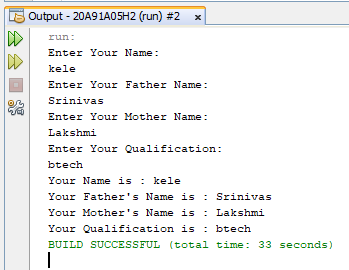 Output - 20A91A05H2 (run) #2
run:
Enter Your Name:
kele
Enter Your Father Name:
Srinivas
Enter Your Mother Name:
Lakshmi
Enter Your Qualification:
btech
Your Name is : kele
Your Father's Name is : Srinivas
Your Mother's Name is : Lakshmi
Your Qualification is : btech
BUILD SUCCESSFUL (total time: 33 seconds)